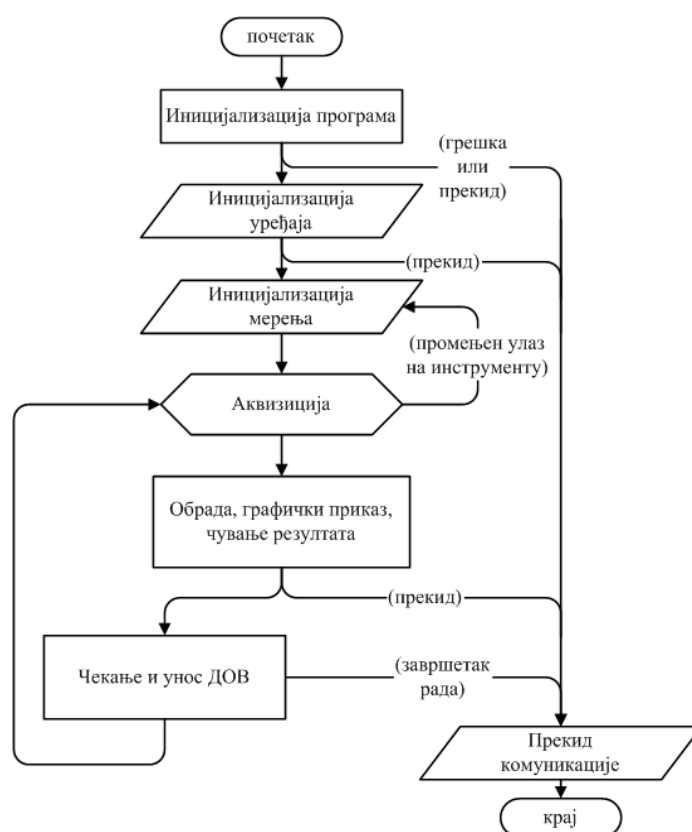 почетак
Иницијализација програма
(грешка
или
прекид)
Иницијализација
уређаја
(прекид)
Иницијализација
мерења
(промењен улаз
на инструменту)
Аквизиција
Обрада, графички приказ,
чување резултата
(прекид)
Чекање и унос ДОВ
(завршетак
рада)
Прекид
комуникације
крај